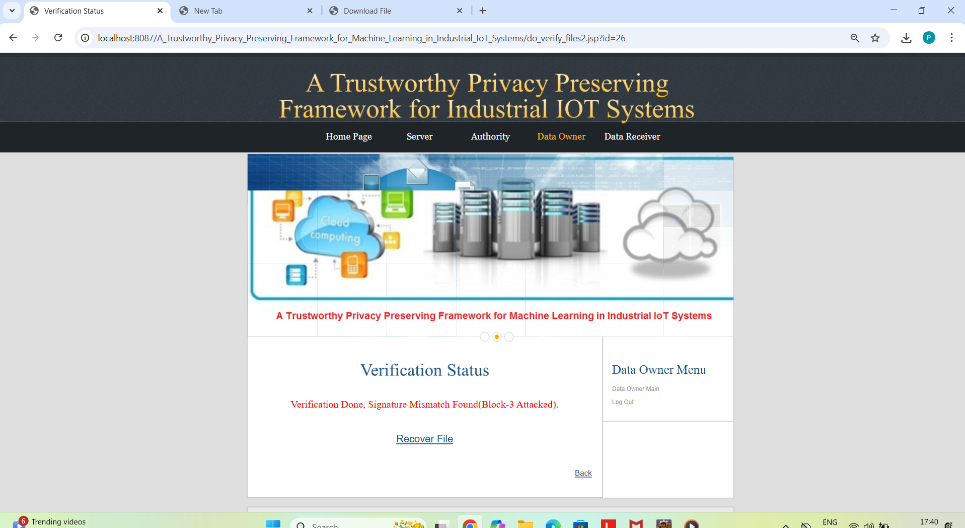 Verification Status
New Tab
Download File
localhost:8087/A_Trustworthy_Privacy_Preserving_Framework_for_Machine_Learning_in_Industrial_IoT_Systems/do_verify_files2.jsp?id=26
P
A Trustworthy Privacy Preserving
Framework for Industrial IOT Systems
Home Page Server Authority Data Owner Data Receiver
Cloud
computing
A Trustworthy Privacy Preserving Framework for Machine Learning in Industrial IoT Systems
Verification Status
Verification Done, Signature Mismatch Found(Block-3 Attacked).
Recover File
Back
Data Owner Menu
Data Owner Main
Log Out
6
Trending videos
Search
ENG
17:40